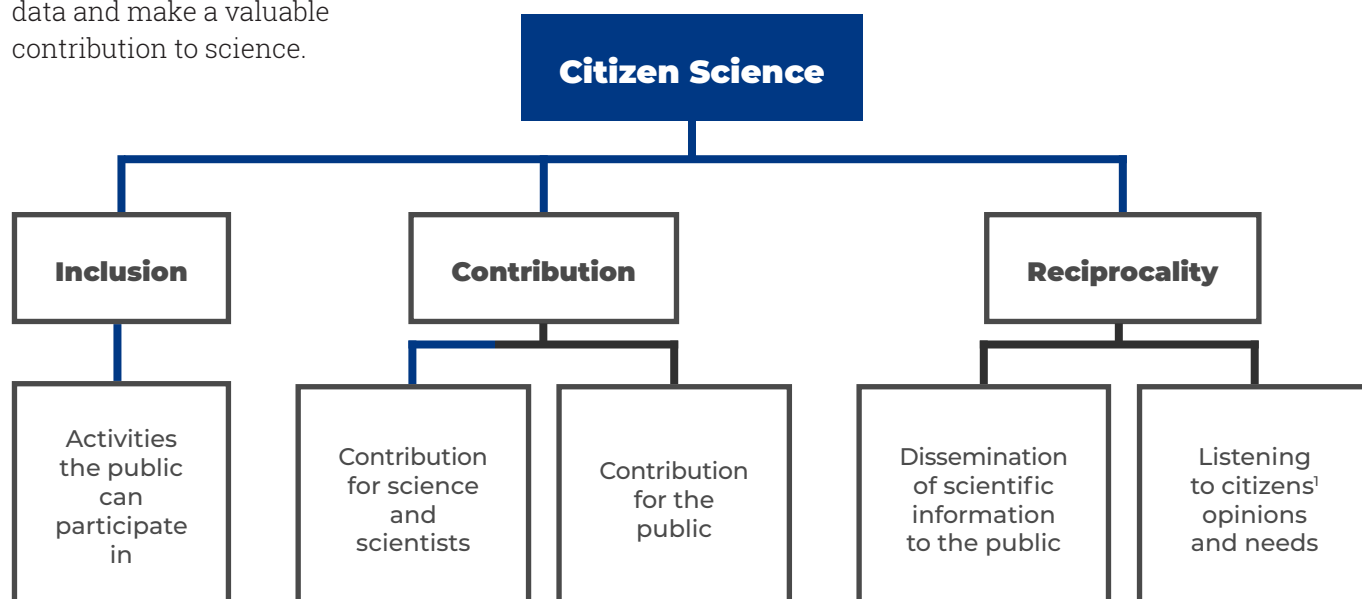 data and make a valuable
contribution to science.
Citizen Science
Inclusion
Contribution
Reciprocality
Activities
the public
can
participate
in
Contribution
for science
and
scientists
Contribution
for the
public
Dissemination
of scientific
information
to the public
Listening
to citizens¹
opinions
and needs